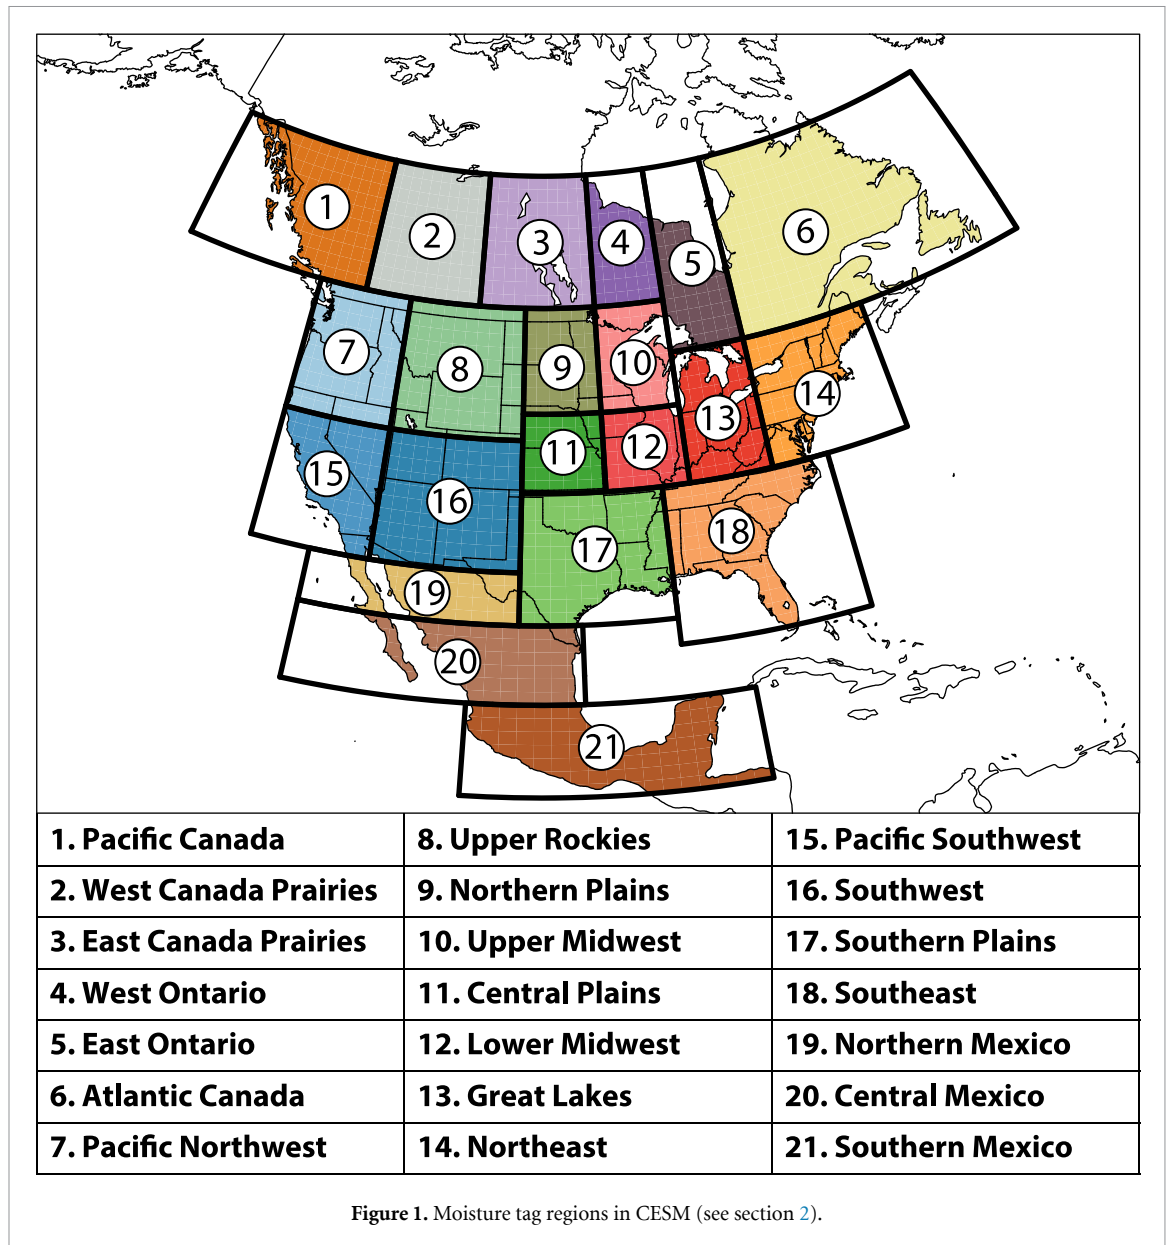 1
2
3
4
5
6
7
8
9
10
11
12
13
14
15
16
17
18
19
20
21
1. Pacific Canada
8. Upper Rockies
15. Pacific Southwest
2. West Canada Prairies
9. Northern Plains
16. Southwest
3. East Canada Prairies
10. Upper Midwest
17. Southern Plains
4. West Ontario
11. Central Plains
18. Southeast
5. East Ontario
12. Lower Midwest
19. Northern Mexico
6. Atlantic Canada
13. Great Lakes
20. Central Mexico
7. Pacific Northwest
14. Northeast
21. Southern Mexico
Figure 1. Moisture tag regions in CESM (see section 2).